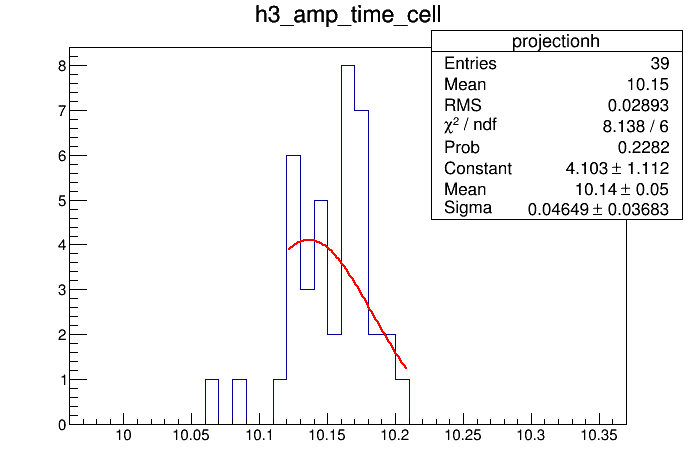 h3_amp_time_cell
projectionh
Entries 39
Mean 10.15
RMS 0.02893
χ² / ndf 8.138 / 6
Prob 0.2282
Constant 4.103 ± 1.112
Mean 10.14 ± 0.05
Sigma 0.04649 ± 0.03683
8
7
6
5
4
3
2
1
0
10 10.05 10.1 10.15 10.2 10.25 10.3 10.35